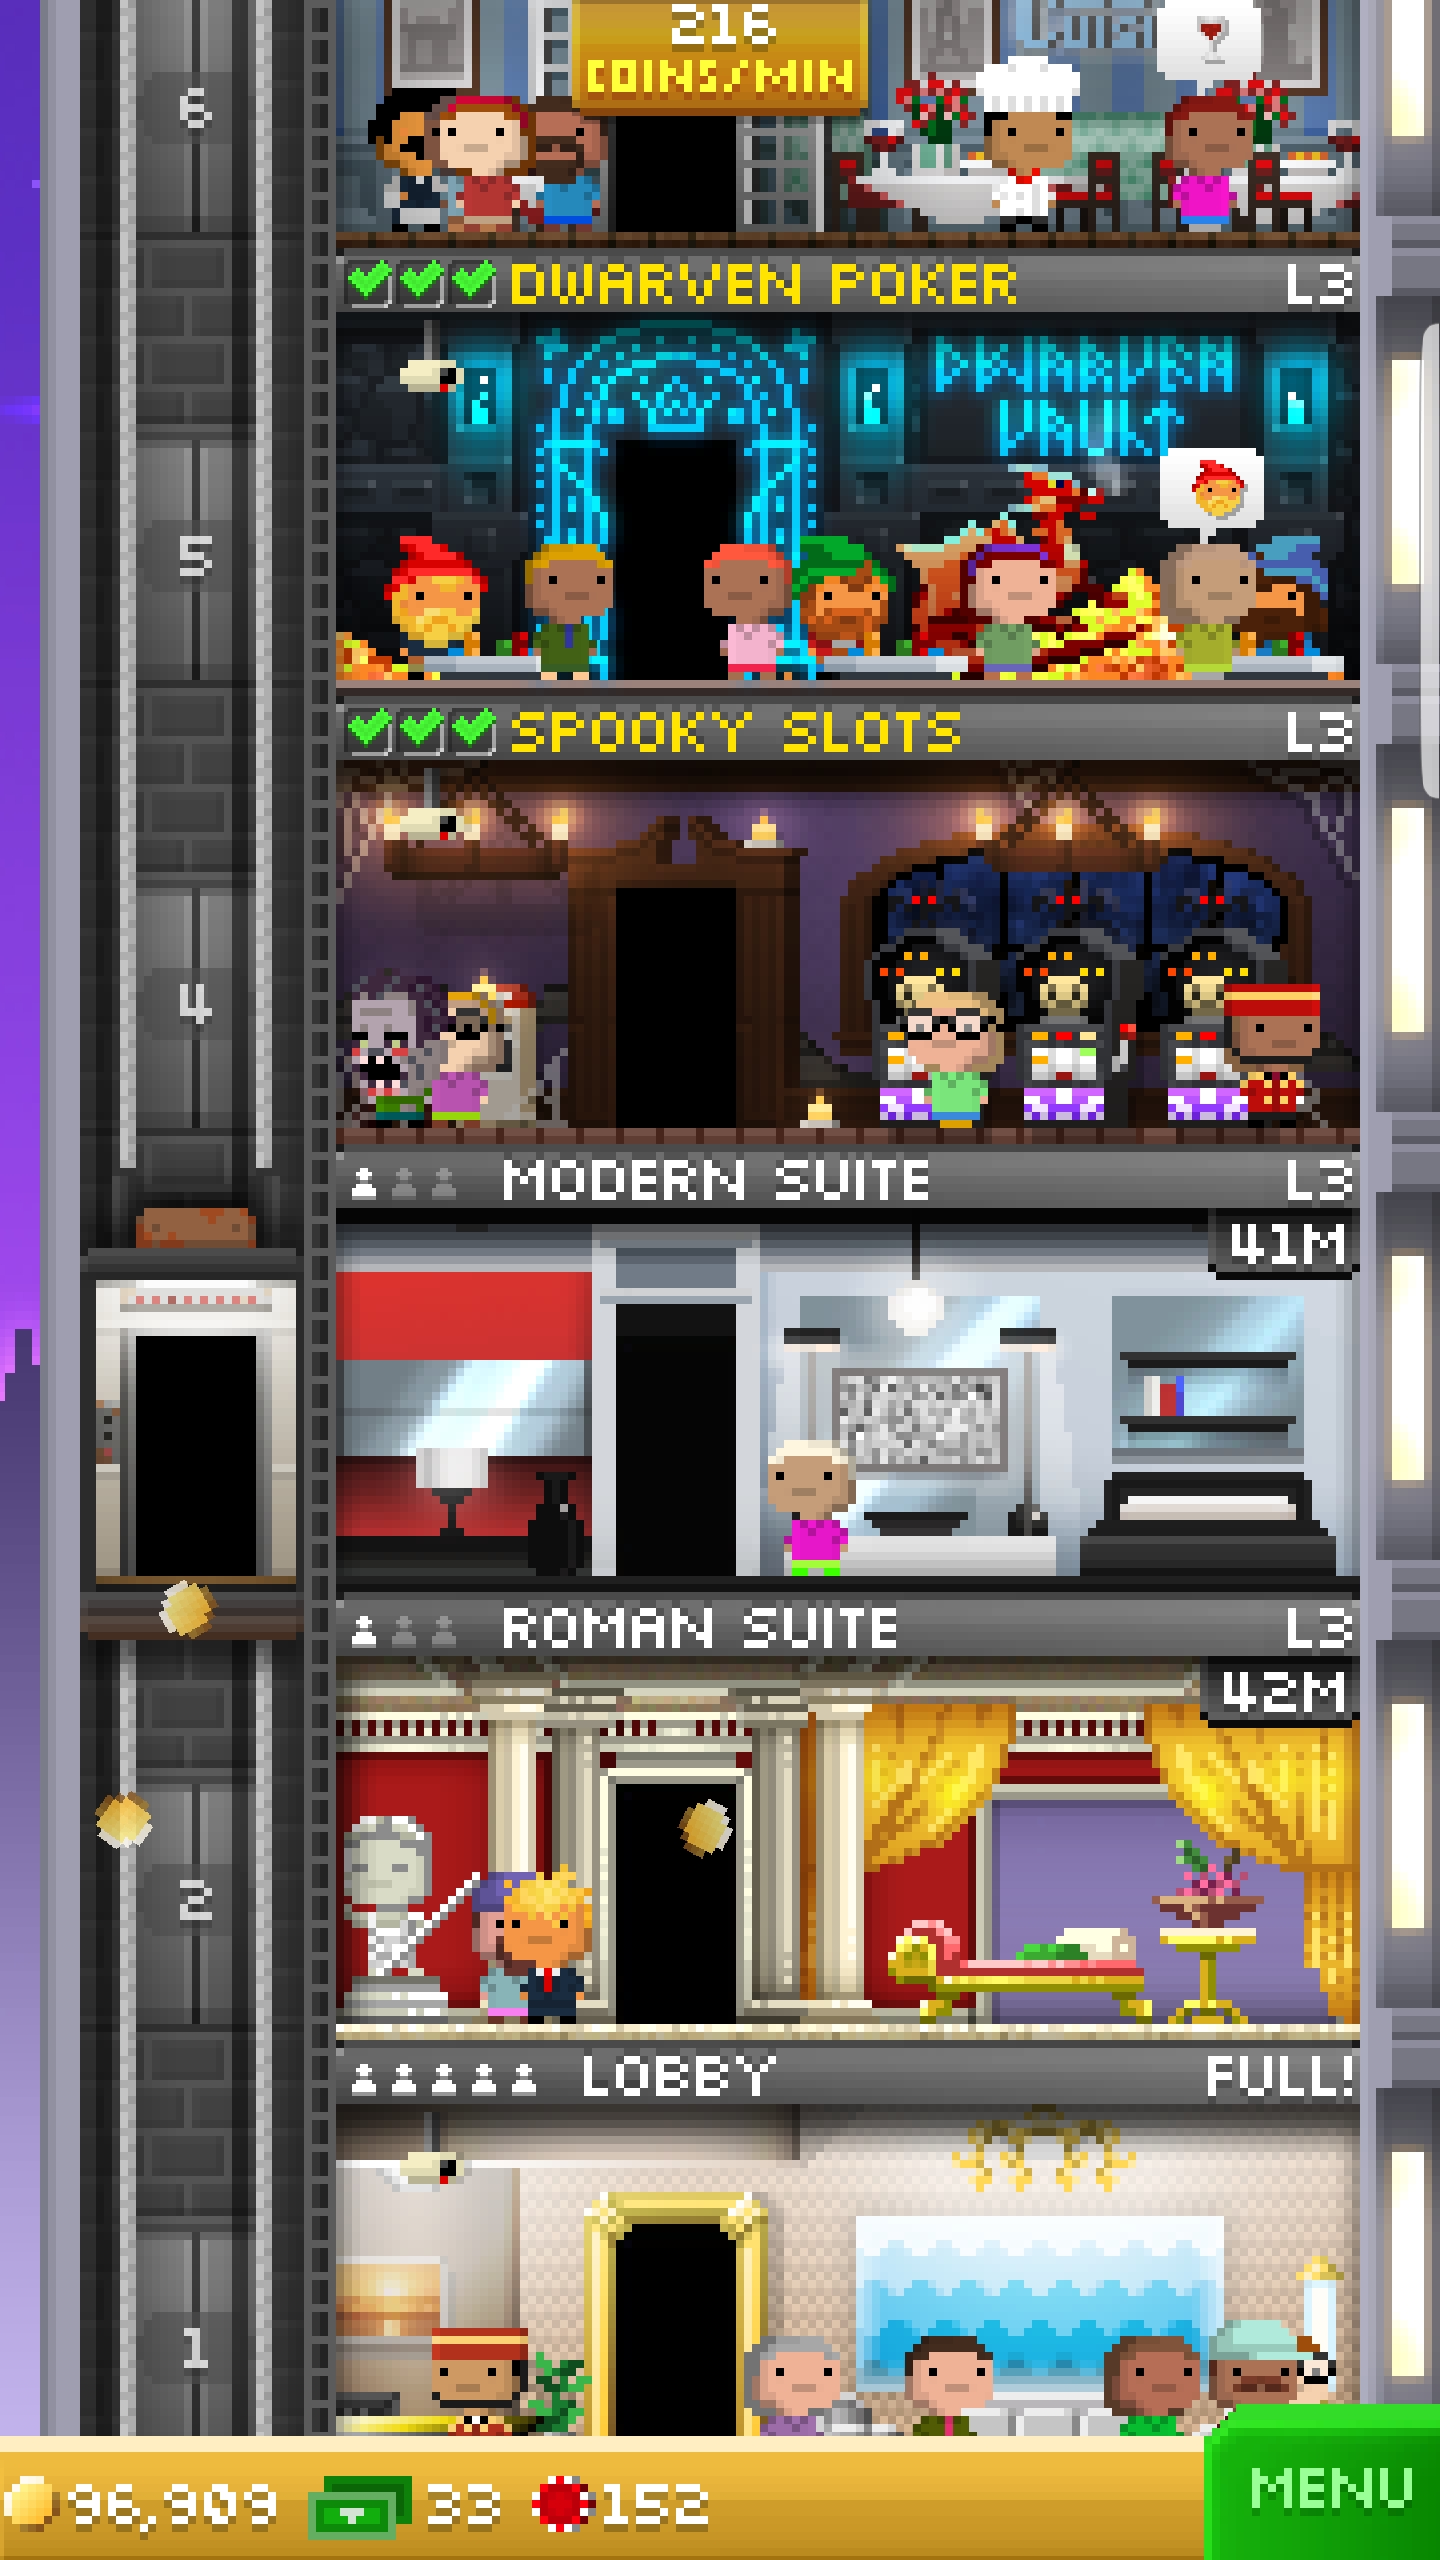 216
COINS/MIN
6
DWARVEN POKER
L3
DWARVEN
VAULT
5
SPOOKY SLOTS
L3
4
MODERN SUITE
L3
41M
ROMAN SUITE
L3
42M
2
LOBBY
FULL!
1
96,909
33
152
MENU